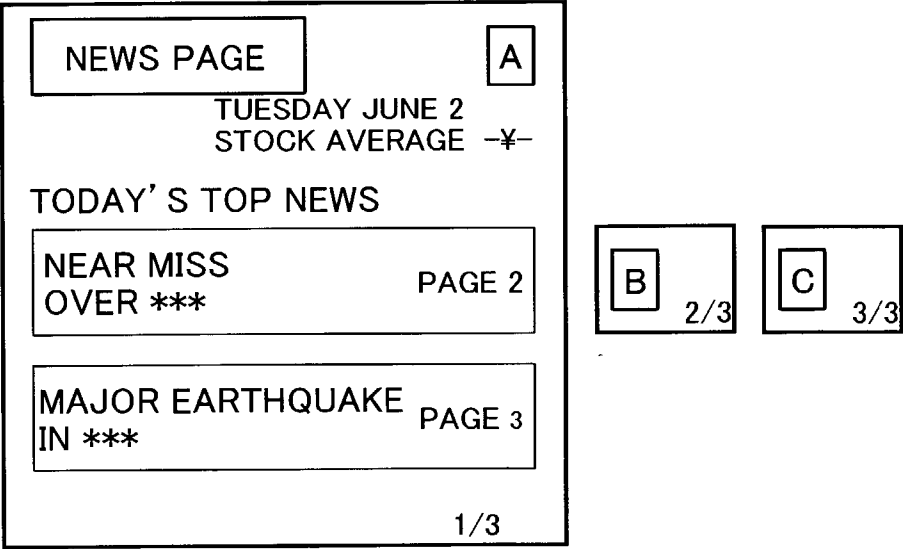 NEWS PAGE
A
TUESDAY JUNE 2
STOCK AVERAGE -¥-
TODAY'S TOP NEWS
NEAR MISS
OVER ***
PAGE 2
MAJOR EARTHQUAKE
IN ***
PAGE 3
1/3
B
2/3
C
3/3